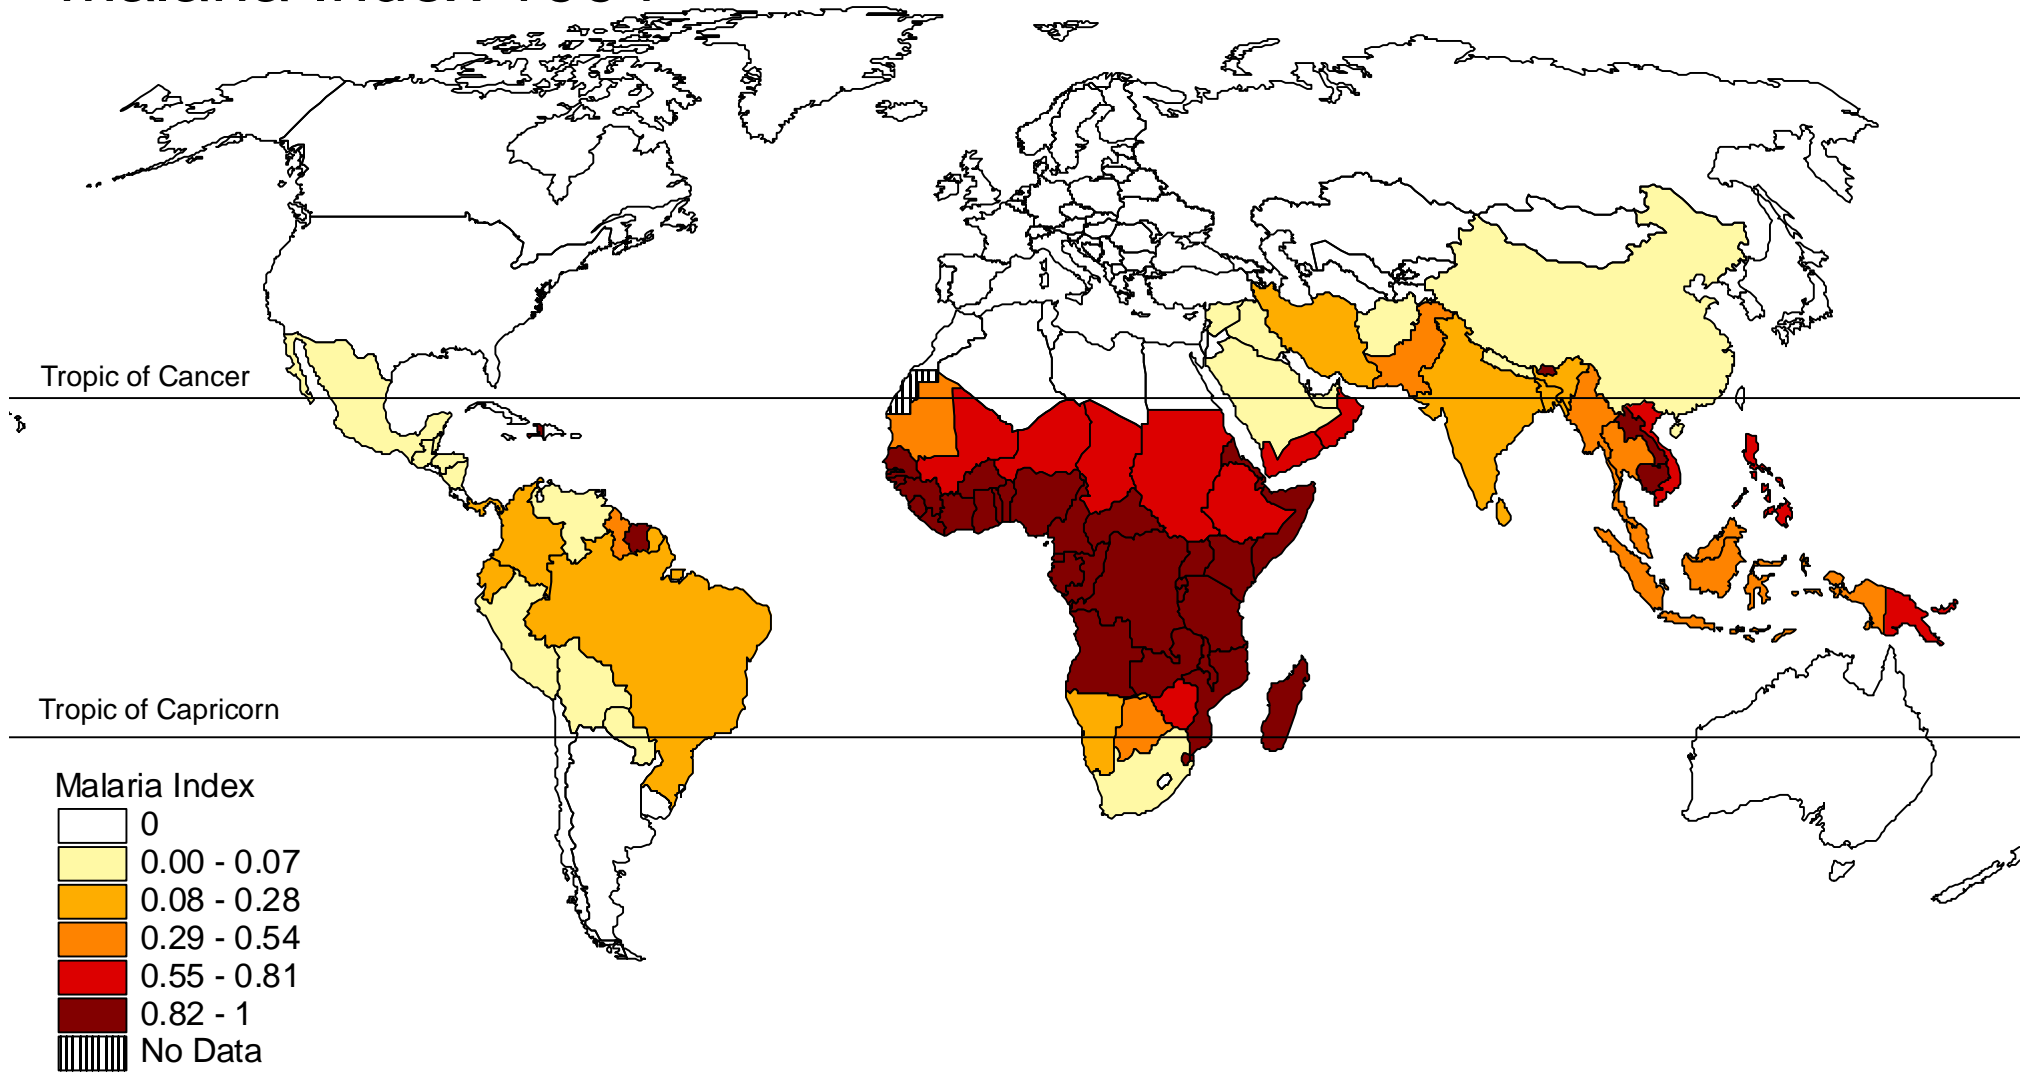 Tropic of Cancer
Tropic of Capricorn
Malaria Index
0
0.00 - 0.07
0.08 - 0.28
0.29 - 0.54
0.55 - 0.81
0.82 - 1
No Data